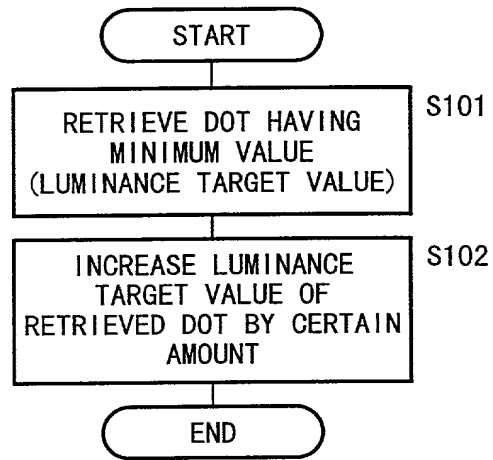 START
S101
RETRIEVE DOT HAVING
MINIMUM VALUE
(LUMINANCE TARGET VALUE)
S102
INCREASE LUMINANCE
TARGET VALUE OF
RETRIEVED DOT BY CERTAIN
AMOUNT
END